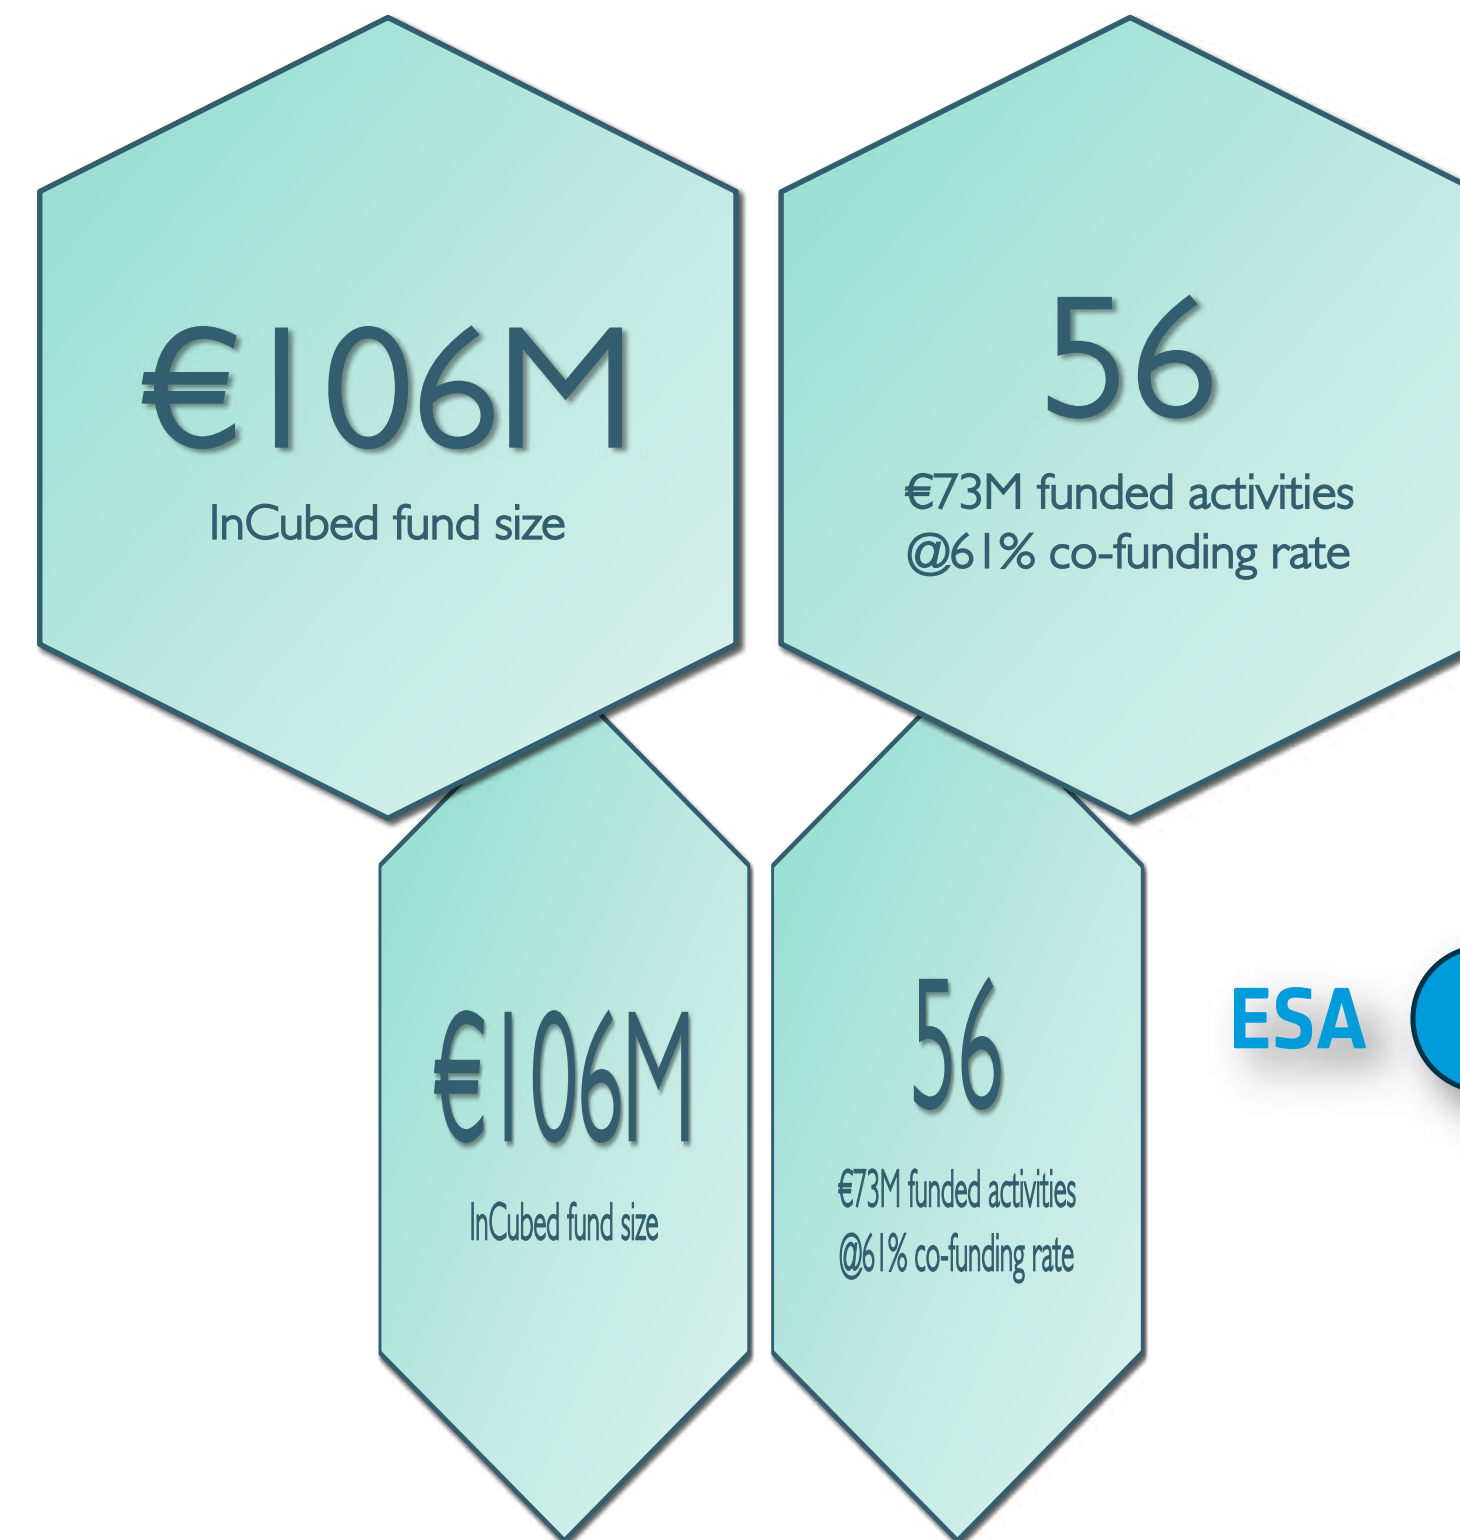 €106M
InCubed fund size
56
€73M funded activities
@61% co-funding rate
€106M
InCubed fund size
56
€73M funded activities
@61% co-funding rate
ESA